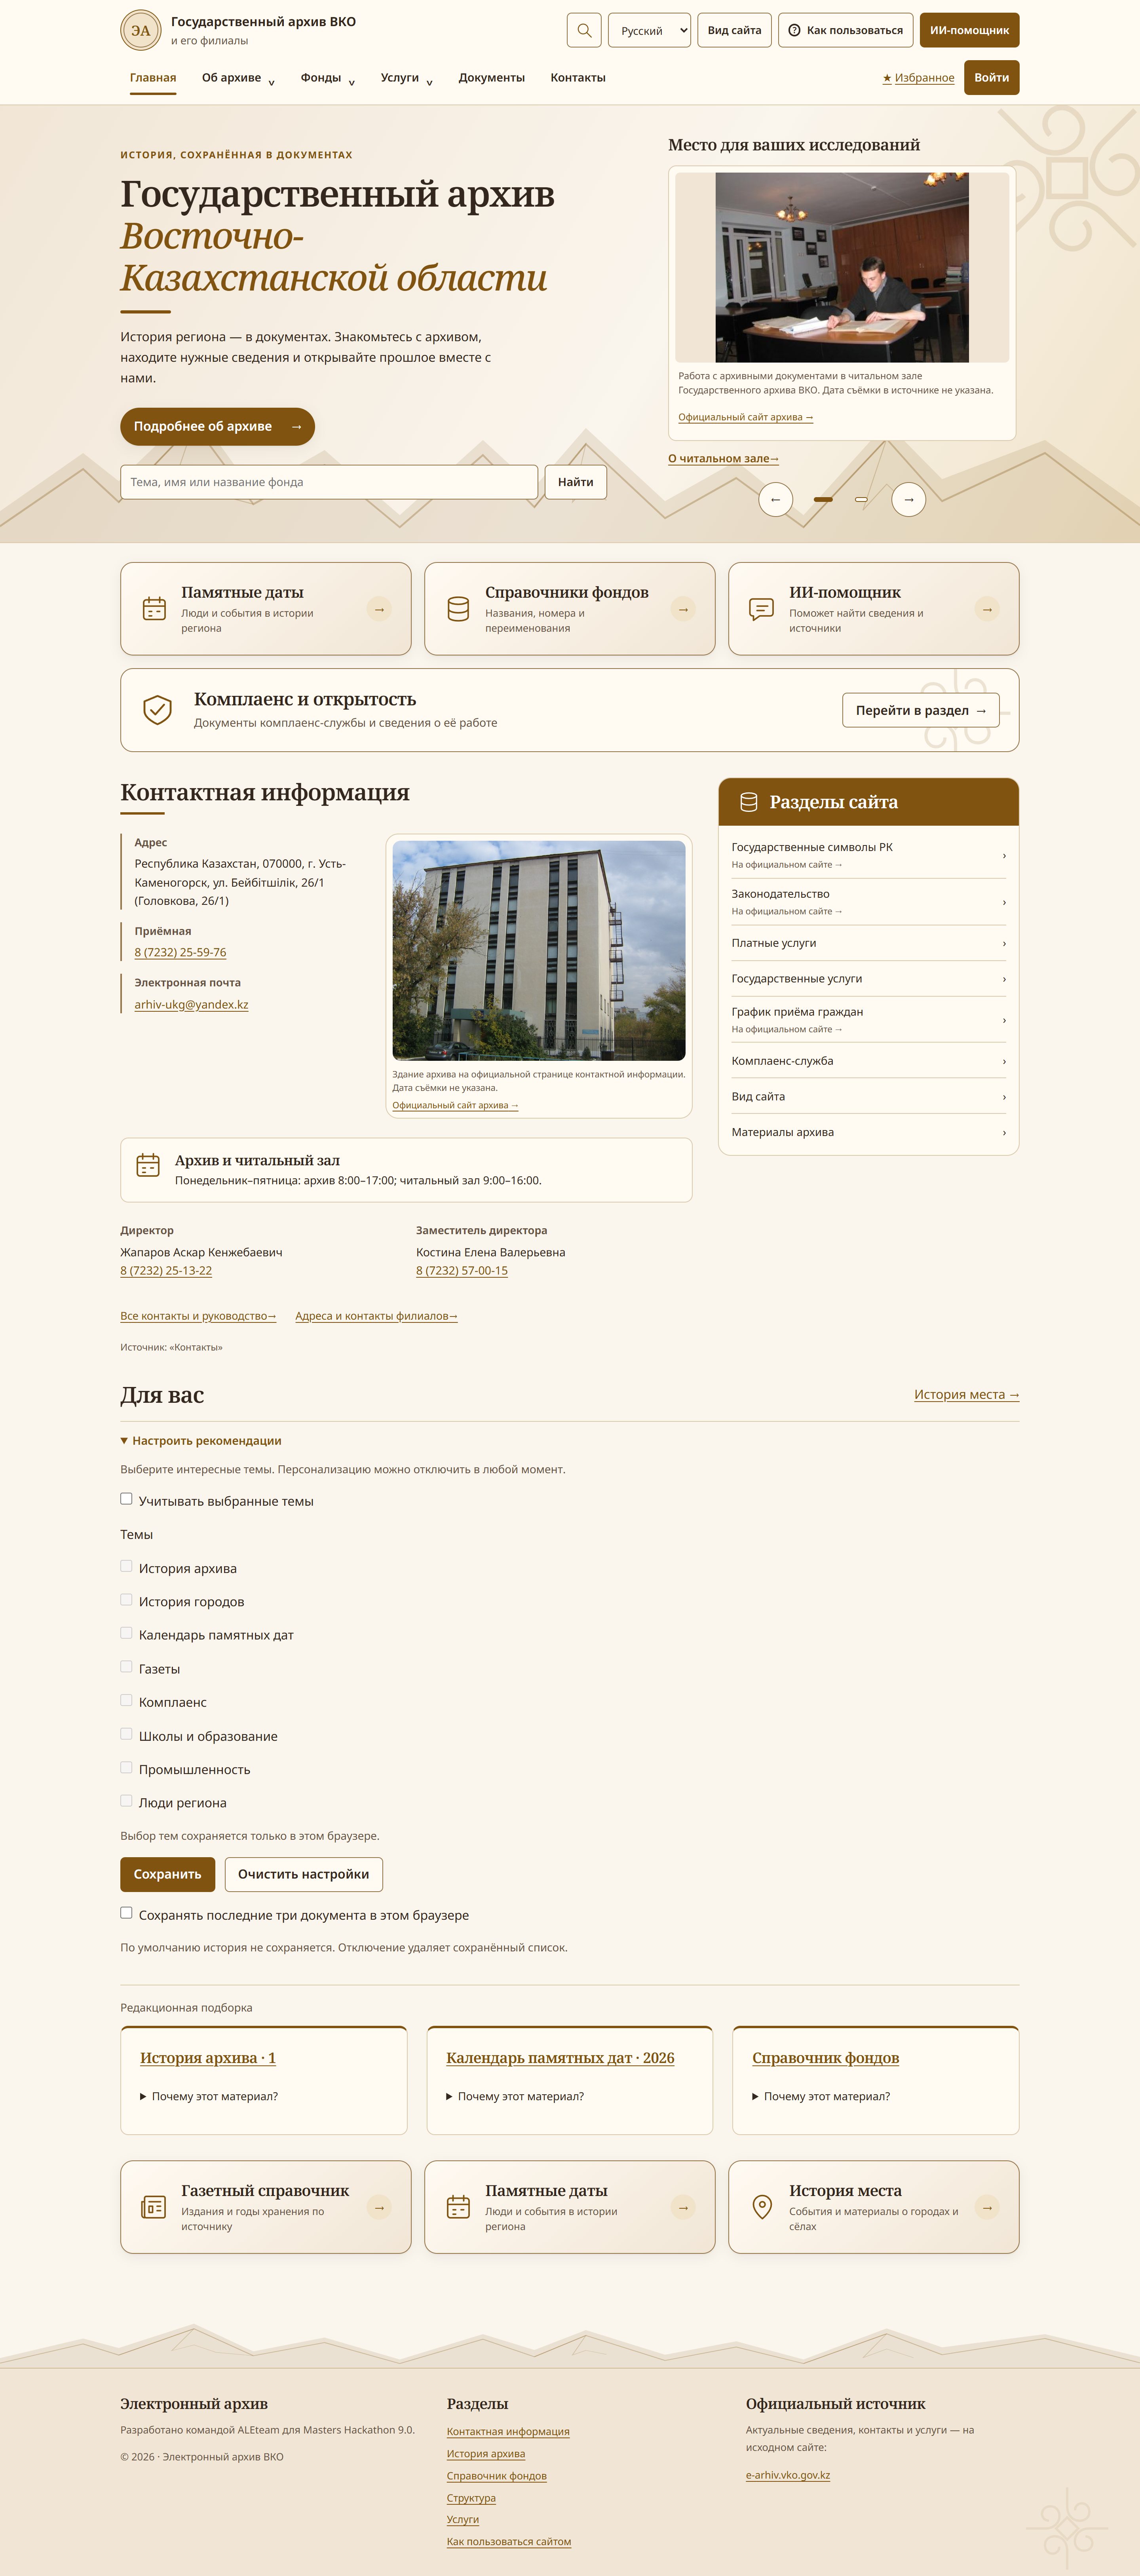 ЭА
Государственный архив ВКО
и его филиалы
Русский
Вид сайта
Как пользоваться
ИИ-помощник
Главная
Об архиве
Фонды
Услуги
Документы
Контакты
★ Избранное
Войти
ИСТОРИЯ, СОХРАНЁННАЯ В ДОКУМЕНТАХ
Государственный архив
Восточно-
Казахстанской области
История региона — в документах. Знакомьтесь с архивом,
находите нужные сведения и открывайте прошлое вместе с
нами.
Подробнее об архиве →
Тема, имя или название фонда
Найти
Место для ваших исследований
Работа с архивными документами в читальном зале
Государственного архива ВКО. Дата съёмки в источнике не указана.
Официальный сайт архива →
О читальном зале→
← →
Памятные даты
Люди и события в истории
региона
→
Справочники фондов
Названия, номера и
переименования
→
ИИ-помощник
Поможет найти сведения и
источники
→
Комплаенс и открытость
Документы комплаенс-службы и сведения о её работе
Перейти в раздел →
Контактная информация
Адрес
Республика Казахстан, 070000, г. Усть-
Каменогорск, ул. Бейбітшілік, 26/1
(Головкова, 26/1)
Приёмная
8 (7232) 25-59-76
Электронная почта
arhiv-ukg@yandex.kz
Здание архива на официальной странице контактной информации.
Дата съёмки не указана.
Официальный сайт архива →
Архив и читальный зал
Понедельник–пятница: архив 8:00–17:00; читальный зал 9:00–16:00.
Директор
Жапаров Аскар Кенжебаевич
8 (7232) 25-13-22
Заместитель директора
Костина Елена Валерьевна
8 (7232) 57-00-15
Все контакты и руководство→
Адреса и контакты филиалов→
Источник: «Контакты»
Разделы сайта
Государственные символы РК
На официальном сайте →
›
Законодательство
На официальном сайте →
›
Платные услуги ›
Государственные услуги ›
График приёма граждан
На официальном сайте →
›
Комплаенс-служба ›
Вид сайта ›
Материалы архива ›
Для вас
История места →
▼ Настроить рекомендации
Выберите интересные темы. Персонализацию можно отключить в любой момент.
Учитывать выбранные темы
Темы
История архива
История городов
Календарь памятных дат
Газеты
Комплаенс
Школы и образование
Промышленность
Люди региона
Выбор тем сохраняется только в этом браузере.
Сохранить
Очистить настройки
Сохранять последние три документа в этом браузере
По умолчанию история не сохраняется. Отключение удаляет сохранённый список.
Редакционная подборка
История архива · 1
▶ Почему этот материал?
Календарь памятных дат · 2026
▶ Почему этот материал?
Справочник фондов
▶ Почему этот материал?
Газетный справочник
Издания и годы хранения по
источнику
→
Памятные даты
Люди и события в истории
региона
→
История места
События и материалы о городах и
сёлах
→
Электронный архив
Разработано командой ALEteam для Masters Hackathon 9.0.
© 2026 · Электронный архив ВКО
Разделы
Контактная информация
История архива
Справочник фондов
Структура
Услуги
Как пользоваться сайтом
Официальный источник
Актуальные сведения, контакты и услуги — на
исходном сайте:
e-arhiv.vko.gov.kz